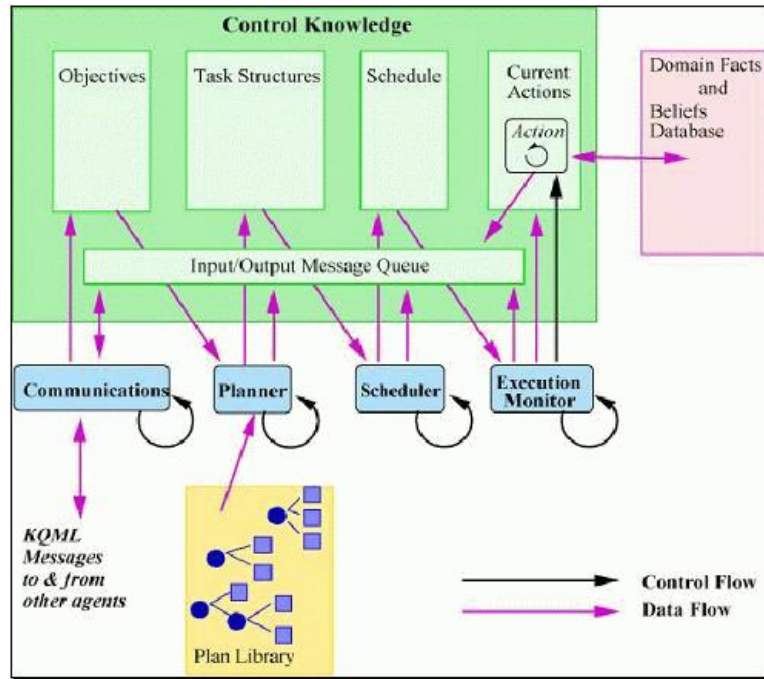 Control Knowledge
Objectives
Task Structures
Schedule
Current
Actions
Action
Domain Facts
and
Beliefs
Database
Input/Output Message Queue
Communications
Planner
Scheduler
Execution
Monitor
KQML
Messages
to & from
other agents
Plan Library
Control Flow
Data Flow